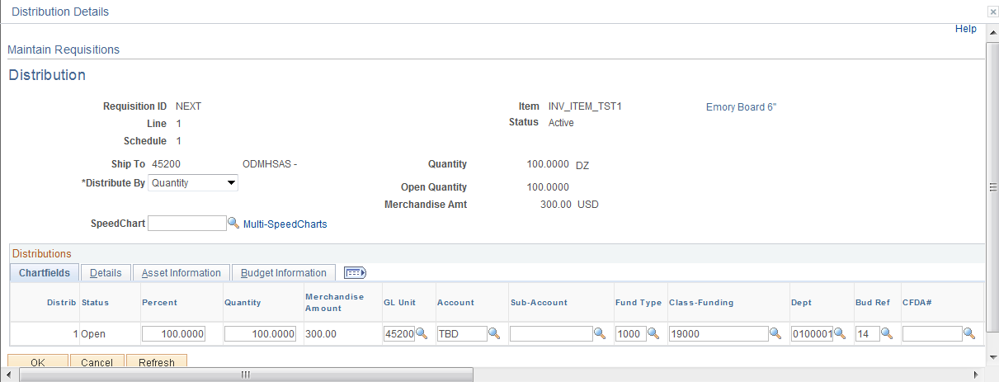 Distribution Details
Help
Maintain Requisitions
Distribution
Requisition ID NEXT Item INV_ITEM_TST1 Emory Board 6"
Line 1 Status Active
Schedule 1
Ship To 45200 ODMHSAS - Quantity 100.0000 DZ
*Distribute By Quantity Open Quantity 100.0000
Merchandise Amt 300.00 USD
SpeedChart Multi-SpeedCharts
Distributions
Chartfields Details Asset Information Budget Information
Distrib Status Percent Quantity Merchandise Amount GL Unit Account Sub-Account Fund Type Class-Funding Dept Bud Ref CFDA#
1 Open 100.0000 100.0000 300.00 45200 TBD 1000 19000 0100001 14
OK Cancel Refresh